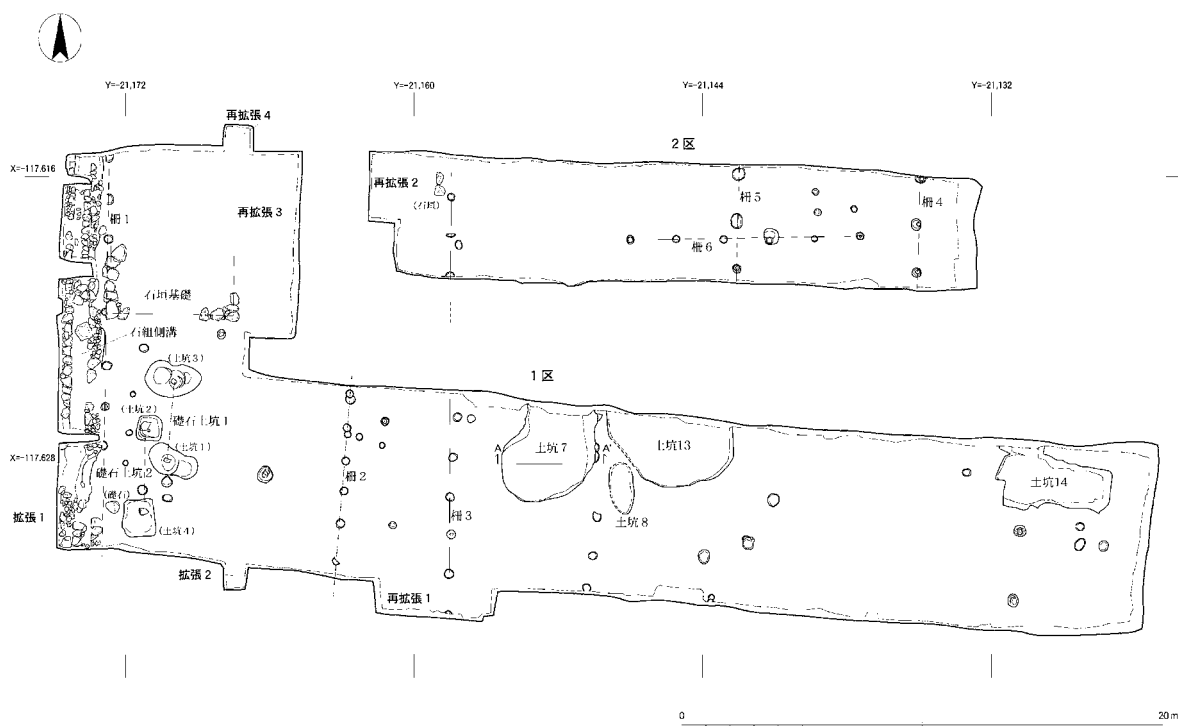 Y=-21,172
Y=-21,160
Y=-21,144
Y=-21,132
再拡張4
2区
X=-117.616
再拡張2
(石垣)
柵5
柵4
柵1
再拡張3
柵6
石垣基礎
石組側溝
(土坑3)
1区
(土坑2)
礎石土坑1
(土坑1)
A
A'
土坑7
土坑13
X=-117.628
礎石土坑2
柵2
土坑14
(礎石)
柵3
土坑8
拡張1
(土坑4)
拡張2
再拡張1
0
20m